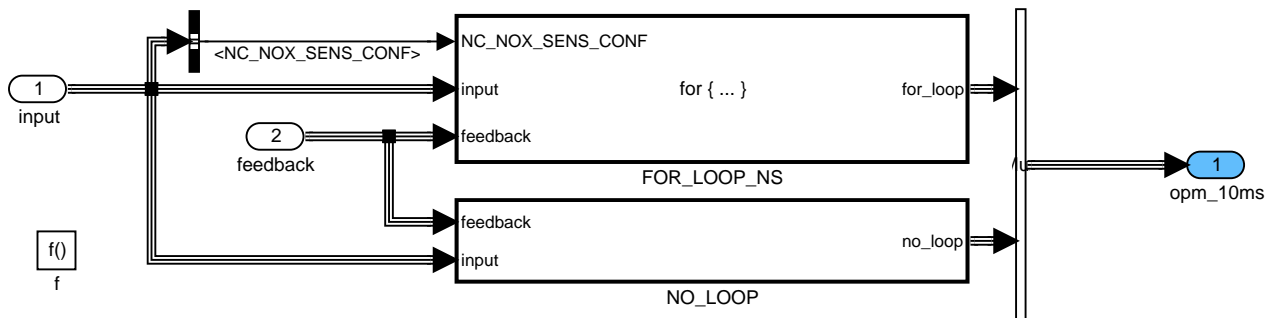 <NC_NOX_SENS_CONF>
NC_NOX_SENS_CONF
1
input
input
for { ... }
for_loop
2
feedback
feedback
FOR_LOOP_NS
1
opm_10ms
feedback
input
no_loop
NO_LOOP
f()
f